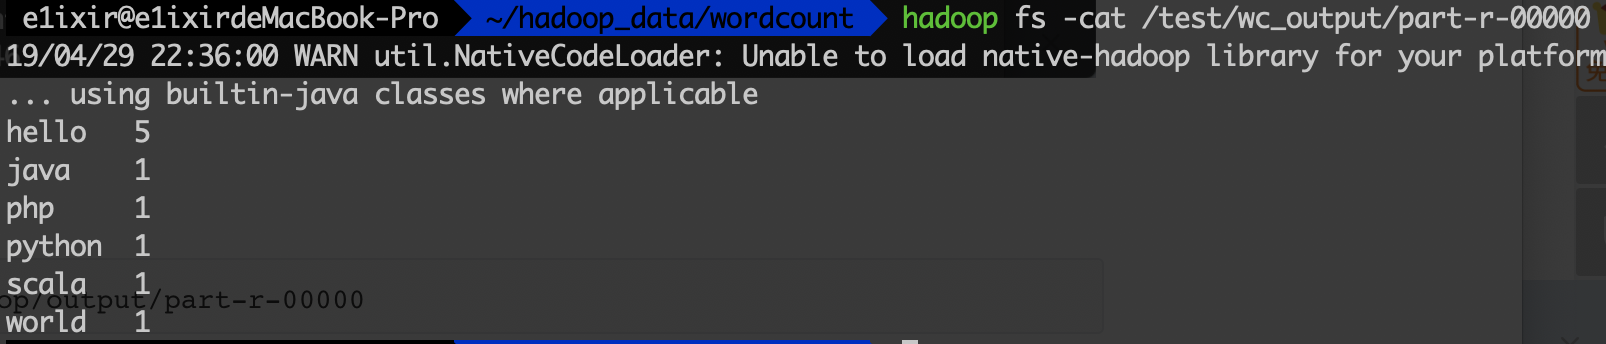 e1ixir@e1ixirdeMacBook-Pro ~/hadoop_data/wordcount hadoop fs -cat /test/wc_output/part-r-00000
19/04/29 22:36:00 WARN util.NativeCodeLoader: Unable to load native-hadoop library for your platform
... using builtin-java classes where applicable
hello 5
java 1
php 1
python 1
scala 1
op/output/part-r-00000
world 1